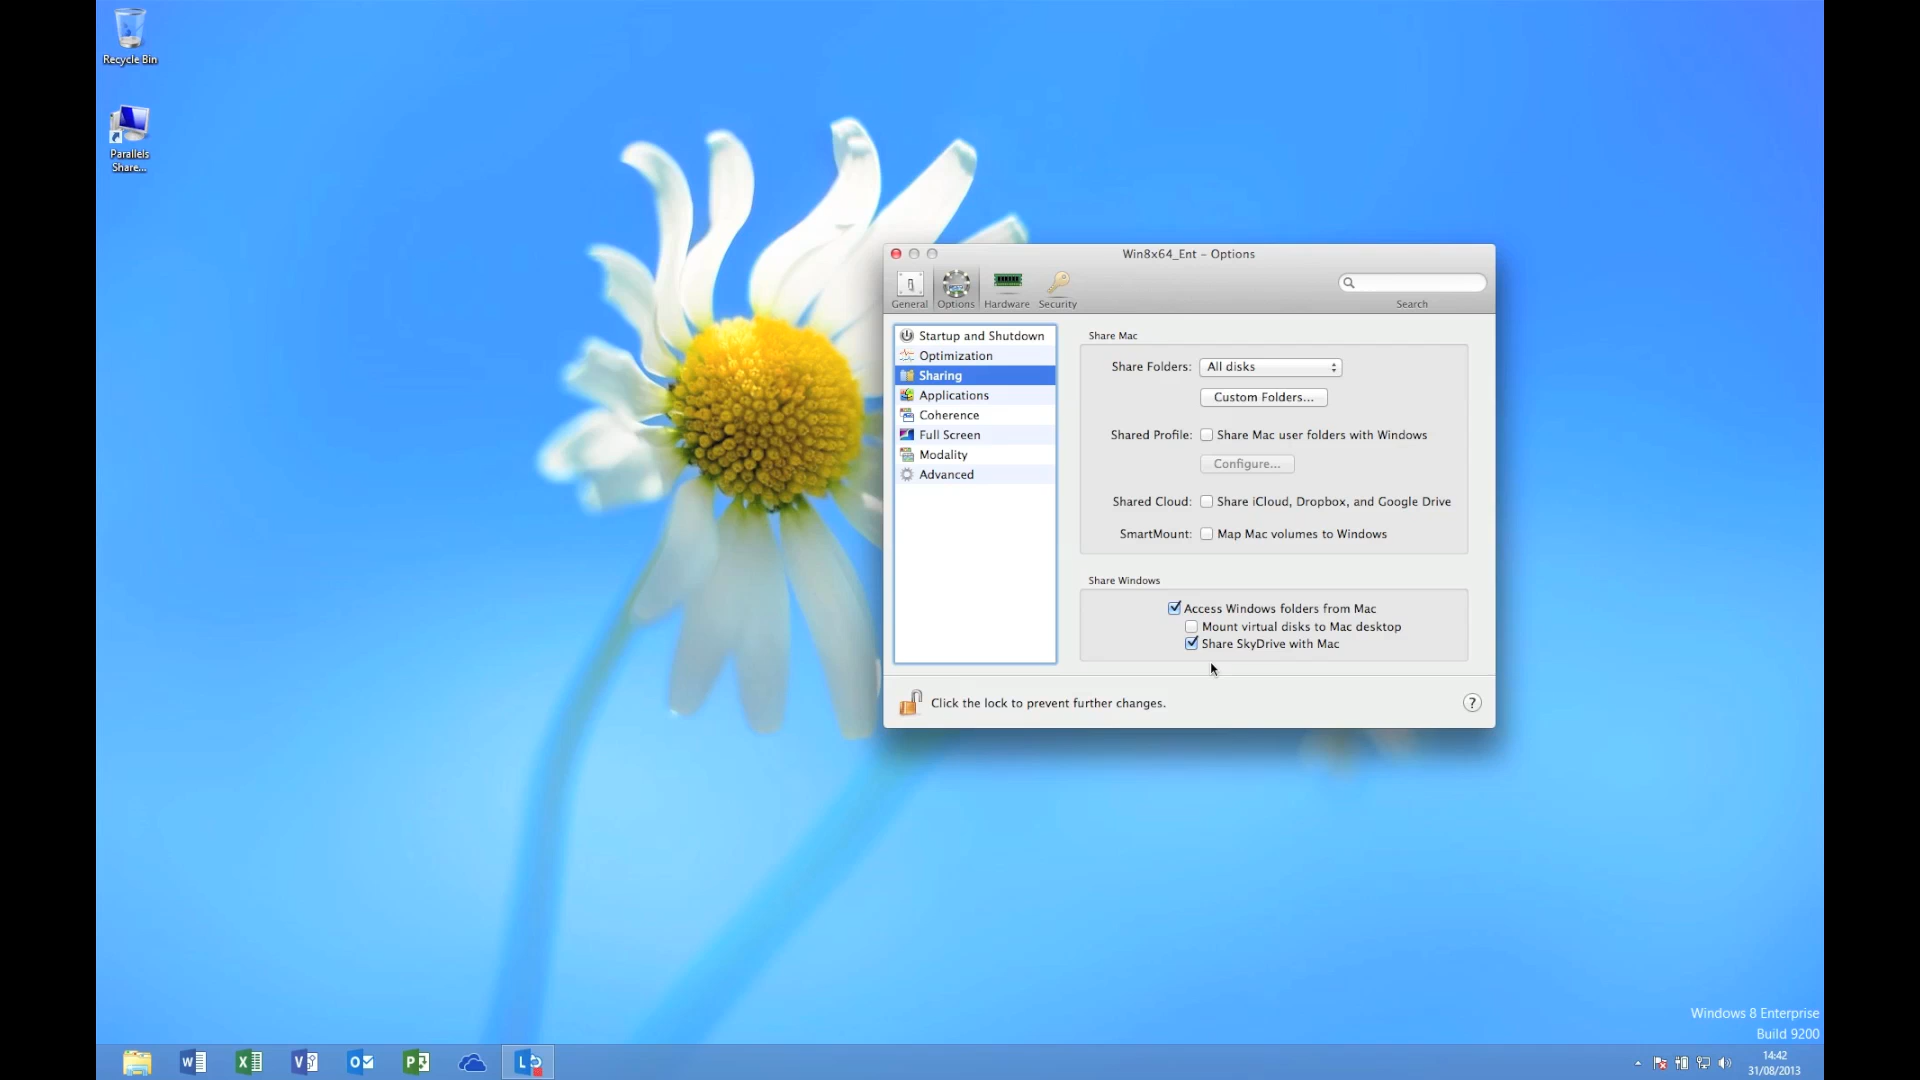 Recycle Bin
Parallels
Share...
Win8x64_Ent – Options
General
Options
Hardware
Security
Search
Startup and Shutdown
Optimization
Sharing
Applications
Coherence
Full Screen
Modality
Advanced
Share Mac
Share Folders: All disks
Custom Folders...
Shared Profile: Share Mac user folders with Windows
Configure...
Shared Cloud: Share iCloud, Dropbox, and Google Drive
SmartMount: Map Mac volumes to Windows
Share Windows
Access Windows folders from Mac
Mount virtual disks to Mac desktop
Share SkyDrive with Mac
Click the lock to prevent further changes.
?
Windows 8 Enterprise
Build 9200
14:42
31/08/2013